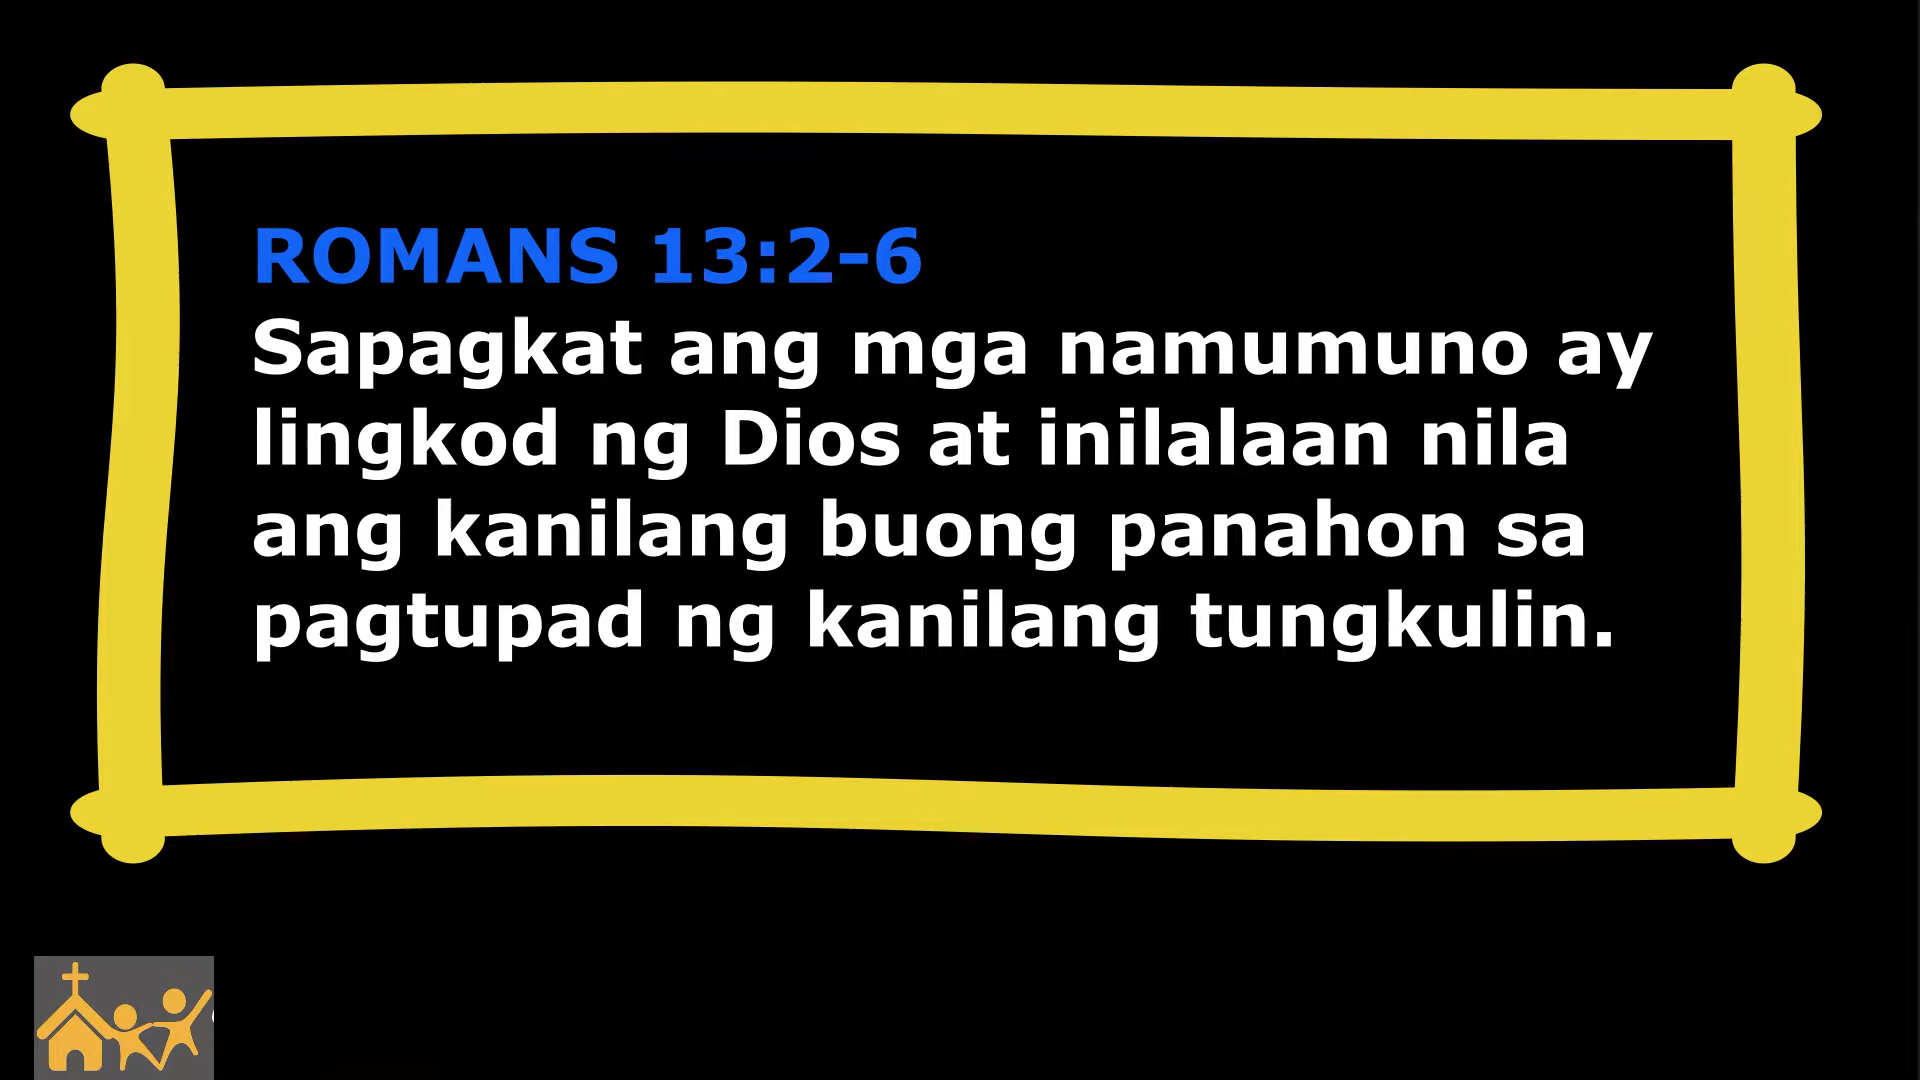 ROMANS 13:2-6
Sapagkat ang mga namumuno ay
lingkod ng Dios at inilalaan nila
ang kanilang buong panahon sa
pagtupad ng kanilang tungkulin.